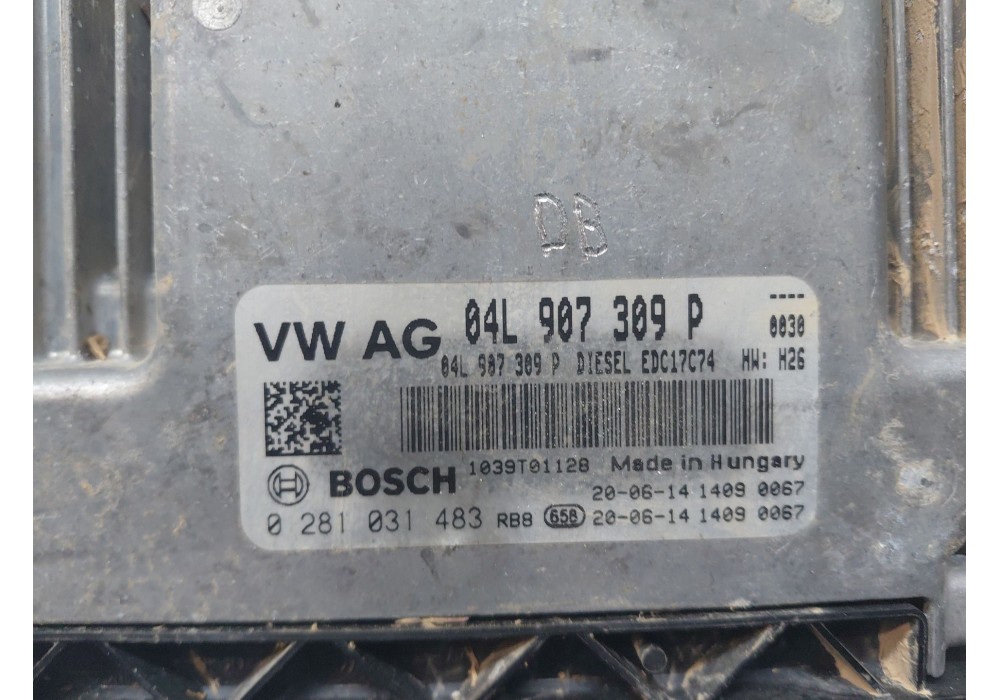 DB
VW AG 04L 907 309 P ----
0030
04L 907 309 P DIESEL EDC17C74 HW: H26
1039T01128 Made in Hungary
BOSCH 20-06-14 1409 0067
0 281 031 483 RB8 658 20-06-14 1409 0067